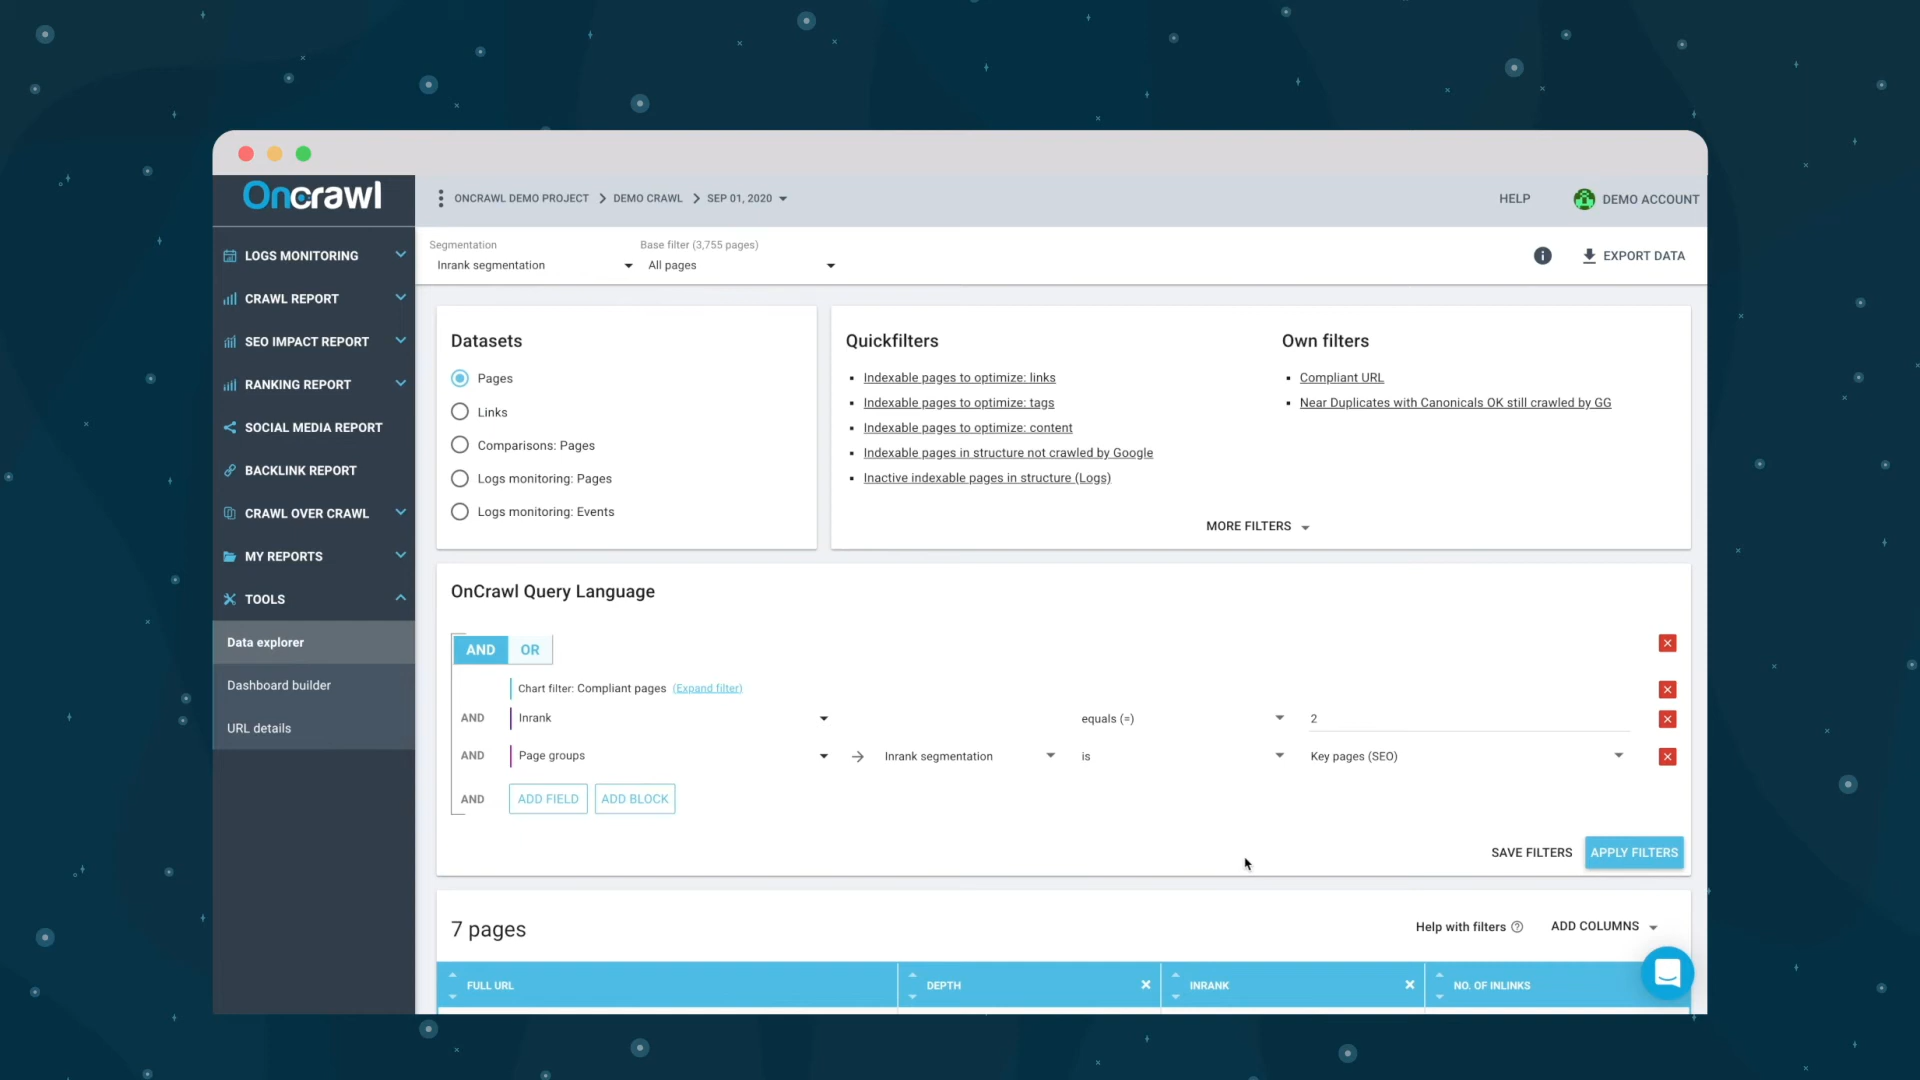 Oncrawl
ONCRAWL DEMO PROJECT
DEMO CRAWL
SEP 01, 2020
HELP
DEMO ACCOUNT
LOGS MONITORING
CRAWL REPORT
SEO IMPACT REPORT
RANKING REPORT
SOCIAL MEDIA REPORT
BACKLINK REPORT
CRAWL OVER CRAWL
MY REPORTS
TOOLS
Data explorer
Dashboard builder
URL details
Segmentation
Inrank segmentation
Base filter (3,755 pages)
All pages
EXPORT DATA
Datasets
Pages
Links
Comparisons: Pages
Logs monitoring: Pages
Logs monitoring: Events
Quickfilters
Indexable pages to optimize: links
Indexable pages to optimize: tags
Indexable pages to optimize: content
Indexable pages in structure not crawled by Google
Inactive indexable pages in structure (Logs)
Own filters
Compliant URL
Near Duplicates with Canonicals OK still crawled by GG
MORE FILTERS
OnCrawl Query Language
AND OR
Chart filter: Compliant pages (Expand filter)
AND Inrank equals (=) 2
AND Page groups Inrank segmentation is Key pages (SEO)
AND ADD FIELD ADD BLOCK
SAVE FILTERS APPLY FILTERS
7 pages
Help with filters
ADD COLUMNS
FULL URL DEPTH INRANK NO. OF INLINKS